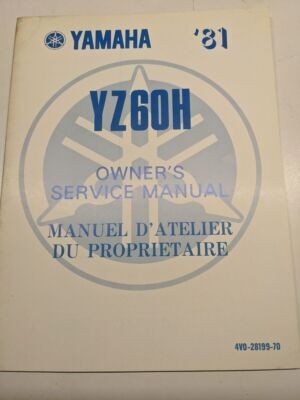 YAMAHA '81
YZ60H
OWNER'S
SERVICE MANUAL
MANUEL D'ATELIER
DU PROPRIETAIRE
4V0-28199-70